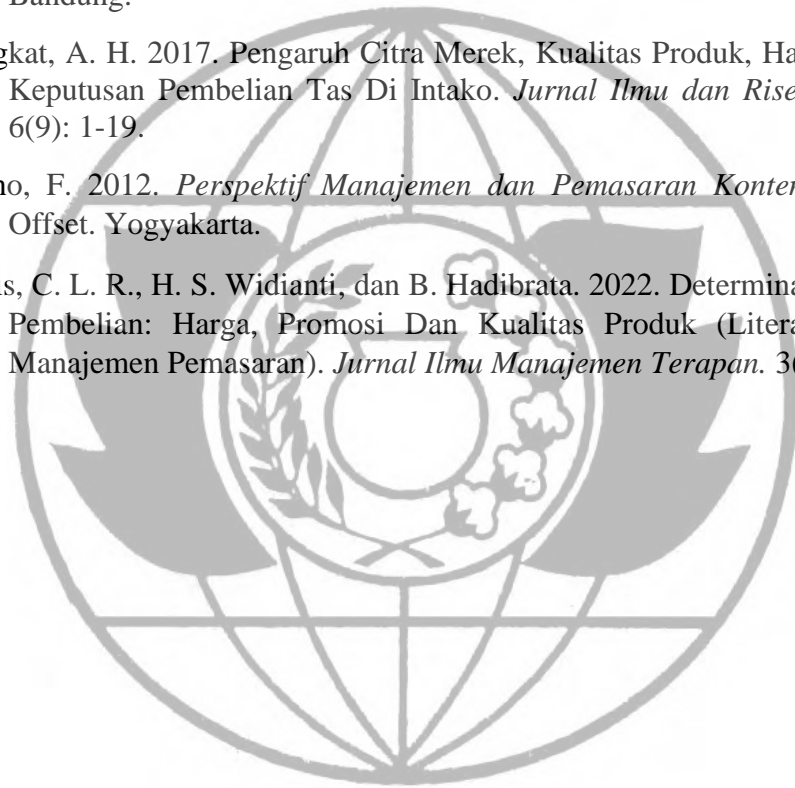 Bandung.
gkat, A. H. 2017. Pengaruh Citra Merek, Kualitas Produk, Ha
Keputusan Pembelian Tas Di Intako. Jurnal Ilmu dan Rise
6(9): 1-19.
no, F. 2012. Perspektif Manajemen dan Pemasaran Konter
Offset. Yogyakarta.
is, C. L. R., H. S. Widianti, dan B. Hadibrata. 2022. Determina
Pembelian: Harga, Promosi Dan Kualitas Produk (Litera
Manajemen Pemasaran). Jurnal Ilmu Manajemen Terapan. 3(